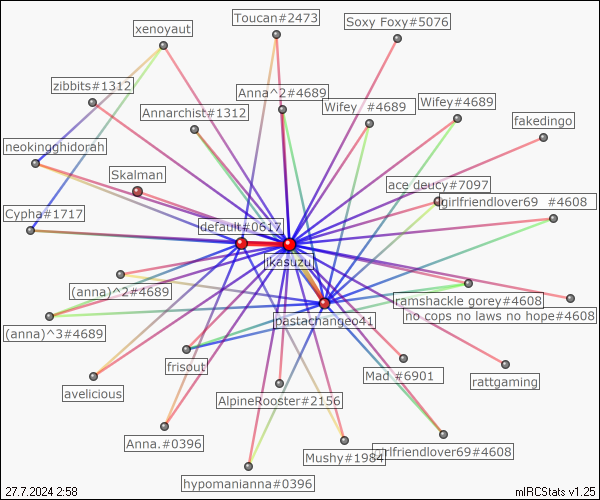 Toucan#2473
Soxy Foxy#5076
xenoyaut
zibbits#1312
Anna^2#4689
Annarchist#1312
Wifey #4689
Wifey#4689
fakedingo
neokingghidorah
Skalman
ace deucy#7097
girlfriendlover69 #4608
Cypha#1717
default#0617
jkasuzu
(anna)^2#4689
ramshackle gorey#4608
no cops no laws no hope#4608
pastachangeo41
(anna)^3#4689
frisout
Mad #6901
rattgaming
avelicious
AlpineRooster#2156
Anna.#0396
Mushy#1984
girlfriendlover69#4608
hypomanianna#0396
27.7.2024 2:58
mIRCStats v1.25